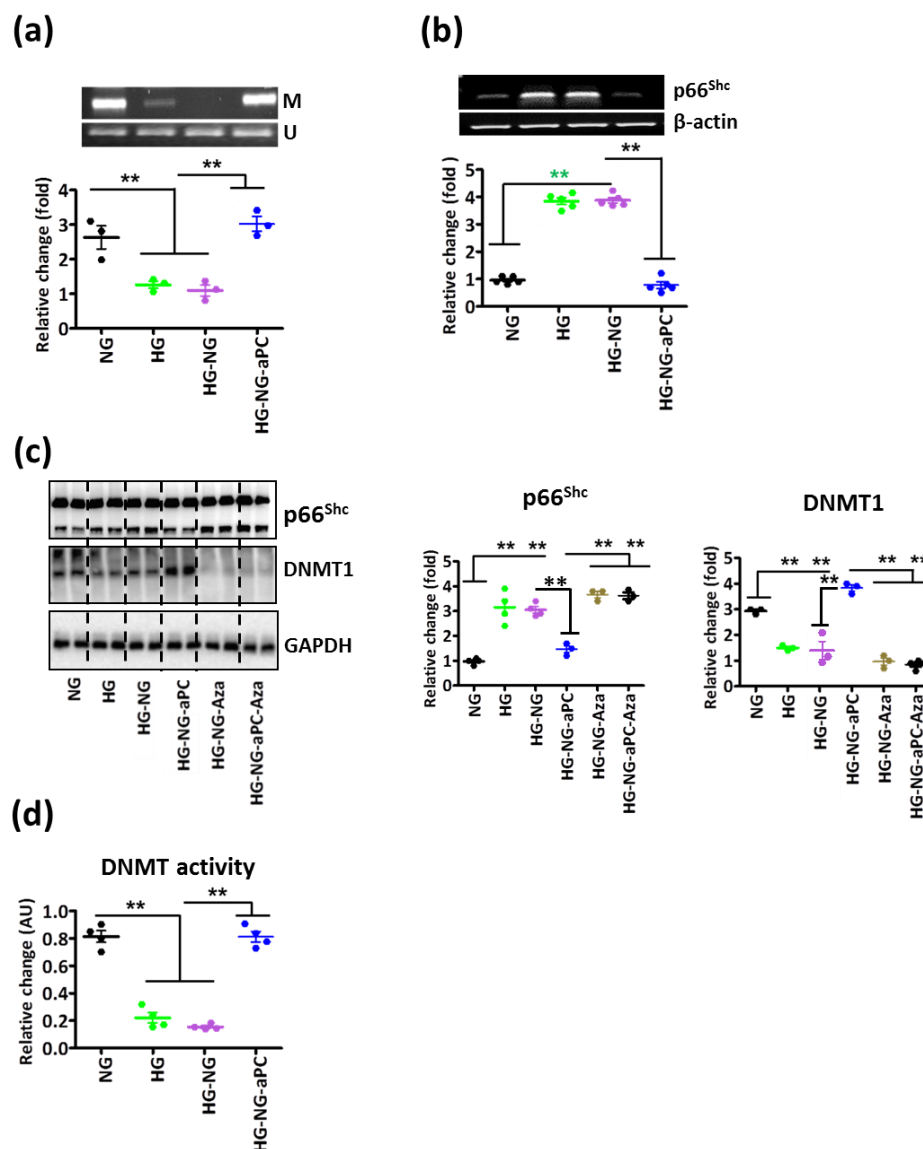 (a)
M
U
** **
Relative change (fold)
4
3
2
1
0
NG
HG
HG-NG
HG-NG-aPC
(b)
p66Shc
β-actin
**
**
Relative change (fold)
5
4
3
2
1
0
NG
HG
HG-NG
HG-NG-aPC
(c)
p66Shc
DNMT1
GAPDH
NG
HG
HG-NG
HG-NG-aPC
HG-NG-Aza
HG-NG-aPC-Aza
p66Shc
** ** ** **
**
Relative change (fold)
5
4
3
2
1
0
NG
HG
HG-NG
HG-NG-aPC
HG-NG-Aza
HG-NG-aPC-Aza
DNMT1
** ** ** **
**
Relative change (fold)
5
4
3
2
1
0
NG
HG
HG-NG
HG-NG-aPC
HG-NG-Aza
HG-NG-aPC-Aza
(d)
DNMT activity
** **
Relative change (AU)
1.0
0.8
0.6
0.4
0.2
0.0
NG
HG
HG-NG
HG-NG-aPC